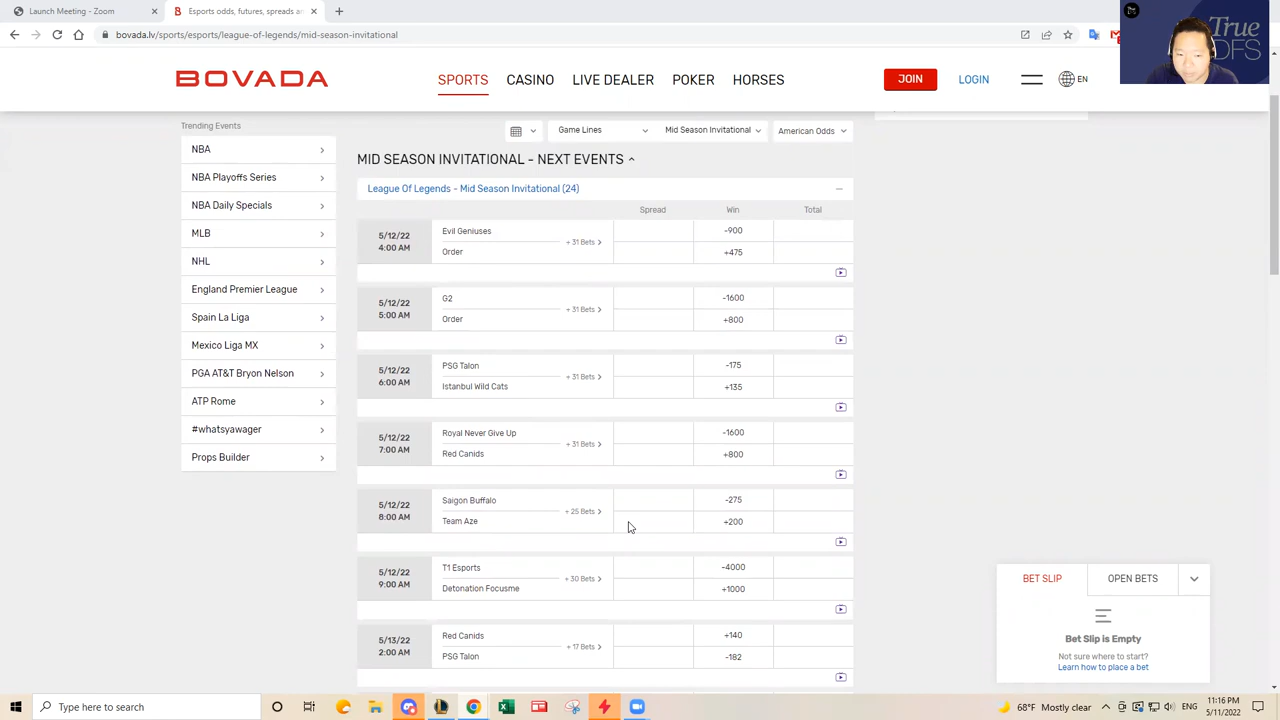 Launch Meeting - Zoom
Esports odds, futures, spreads an
bovada.lv/sports/esports/league-of-legends/mid-season-invitational
True
DFS
BOVADA
SPORTS
CASINO
LIVE DEALER
POKER
HORSES
JOIN
LOGIN
EN
Trending Events
NBA
NBA Playoffs Series
NBA Daily Specials
MLB
NHL
England Premier League
Spain La Liga
Mexico Liga MX
PGA AT&T Bryon Nelson
ATP Rome
#whatsyawager
Props Builder
Game Lines
Mid Season Invitational
American Odds
MID SEASON INVITATIONAL - NEXT EVENTS
League Of Legends - Mid Season Invitational (24)
Spread
Win
Total
5/12/22
4:00 AM
Evil Geniuses
Order
+ 31 Bets
-900
+475
5/12/22
5:00 AM
G2
Order
+ 31 Bets
-1600
+800
5/12/22
6:00 AM
PSG Talon
Istanbul Wild Cats
+ 31 Bets
-175
+135
5/12/22
7:00 AM
Royal Never Give Up
Red Canids
+ 31 Bets
-1600
+800
5/12/22
8:00 AM
Saigon Buffalo
Team Aze
+ 25 Bets
-275
+200
5/12/22
9:00 AM
T1 Esports
Detonation Focusme
+ 30 Bets
-4000
+1000
5/13/22
2:00 AM
Red Canids
PSG Talon
+ 17 Bets
+140
-182
BET SLIP
OPEN BETS
Bet Slip is Empty
Not sure where to start?
Learn how to place a bet
Type here to search
68°F Mostly clear
ENG
11:16 PM
5/11/2022